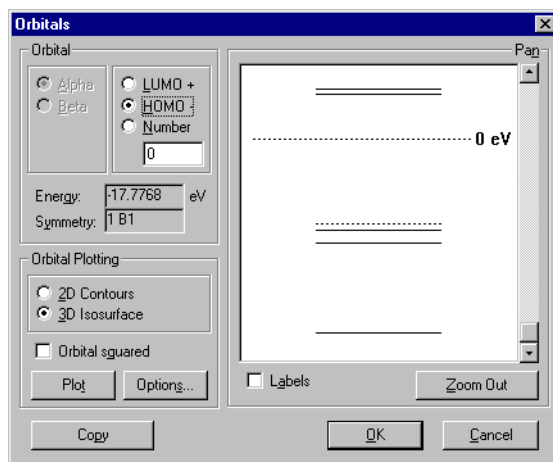 Orbitals
Orbital
Alpha
Beta
LUMO +
HOMO -
Number
0
Energy: -17.7768 eV
Symmetry: 1 B1
Orbital Plotting
2D Contours
3D Isosurface
Orbital squared
Plot Options...
Pan
0 eV
Labels Zoom Out
Copy OK Cancel